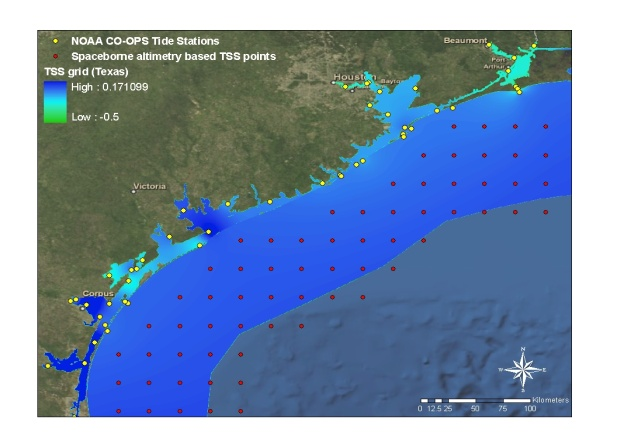 NOAA CO-OPS Tide Stations
Spaceborne altimetry based TSS points
TSS grid (Texas)
High : 0.171099
Low : -0.5
Beaumont
Port
Arthur
Houston
Bayto
Victoria
Corpus
N
W E
S
Kilometers
0 12.5 25 50 75 100